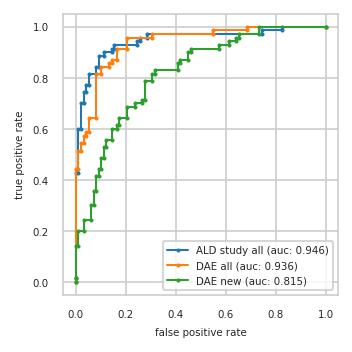 1.0
0.8
0.6
0.4
0.2
0.0
true positive rate
ALD study all (auc: 0.946)
DAE all (auc: 0.936)
DAE new (auc: 0.815)
0.0 0.2 0.4 0.6 0.8 1.0
false positive rate